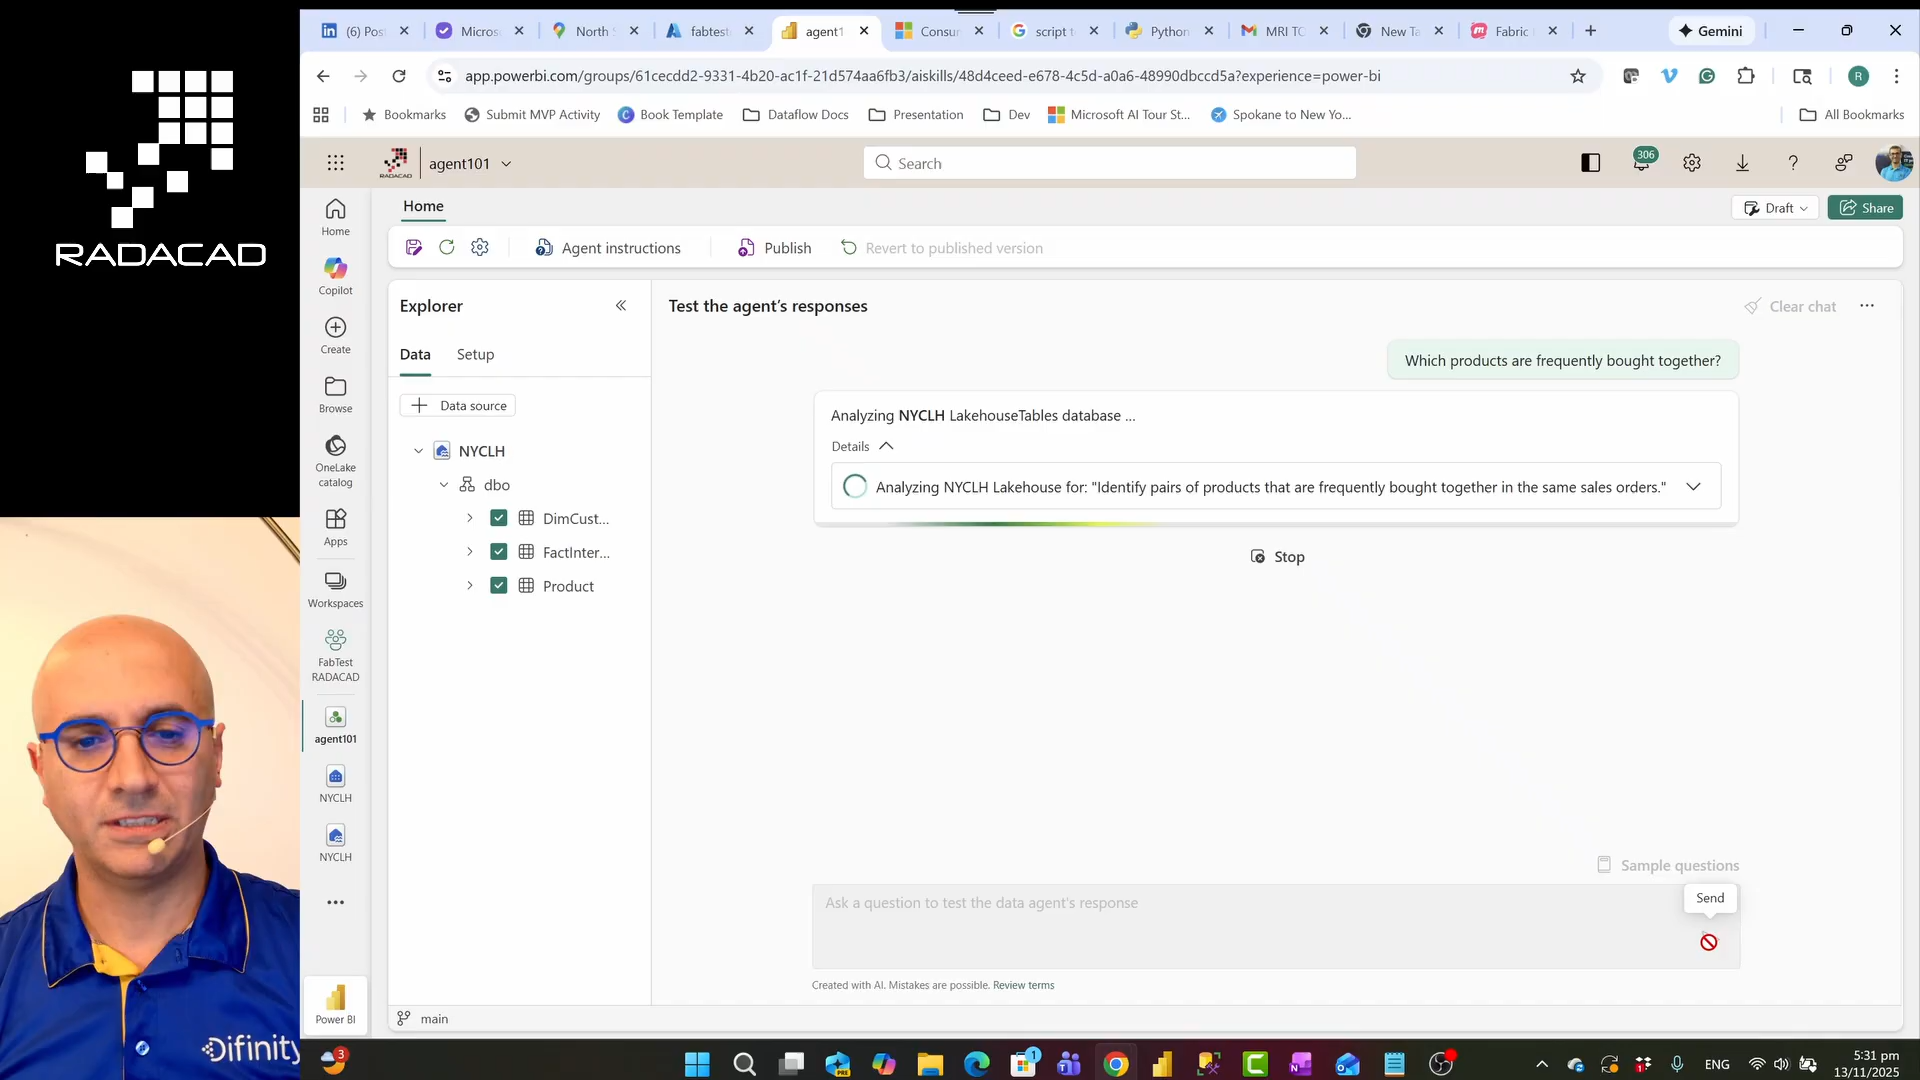 RADACAD
(6) Pos
Micros
North S
fabtest
agent1
Consun
script t
Python
MRI TC
New Ta
Fabric
Gemini
app.powerbi.com/groups/61cecdd2-9331-4b20-ac1f-21d574aa6fb3/aiskills/48d4ceed-e678-4c5d-a0a6-48990dbccd5a?experience=power-bi
R
Bookmarks
Submit MVP Activity
Book Template
Dataflow Docs
Presentation
Dev
Microsoft AI Tour St...
Spokane to New Yo...
All Bookmarks
RADACAD
agent101
Search
306
Home
Draft
Share
Agent instructions
Publish
Revert to published version
Home
Copilot
Create
Browse
OneLake
catalog
Apps
Workspaces
FabTest
RADACAD
agent101
NYCLH
NYCLH
Power BI
Explorer
Data
Setup
Data source
NYCLH
dbo
DimCust...
FactInter...
Product
Test the agent's responses
Clear chat
Which products are frequently bought together?
Analyzing NYCLH LakehouseTables database ...
Details
Analyzing NYCLH Lakehouse for: "Identify pairs of products that are frequently bought together in the same sales orders."
Stop
Sample questions
Ask a question to test the data agent's response
Send
Created with AI. Mistakes are possible. Review terms
main
Difinity
3
PRE
1
ENG
5:31 pm
13/11/2025